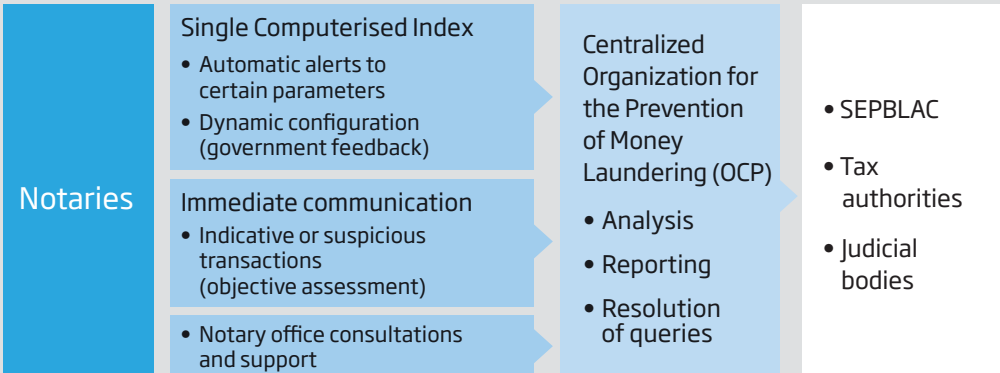 Notaries
Single Computerised Index
• Automatic alerts to
certain parameters
• Dynamic configuration
(government feedback)
Immediate communication
• Indicative or suspicious
transactions
(objective assessment)
• Notary office consultations
and support
Centralized
Organization for
the Prevention
of Money
Laundering (OCP)
• Analysis
• Reporting
• Resolution
of queries
• SEPBLAC
• Tax
authorities
• Judicial
bodies